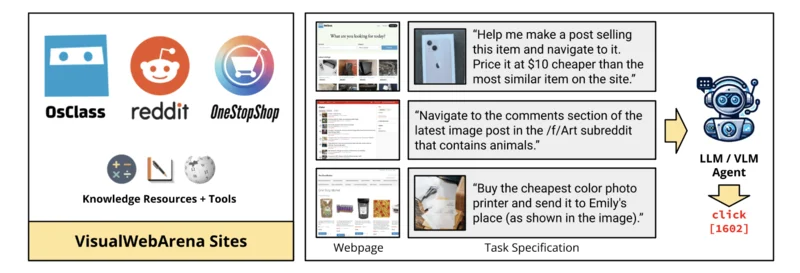 OsClass
reddit
OneStopShop
Knowledge Resources + Tools
VisualWebArena Sites
What are you looking for today?
Webpage
“Help me make a post selling
this item and navigate to it.
Price it at $10 cheaper than the
most similar item on the site.”
“Navigate to the comments section of the
latest image post in the /f/Art subreddit
that contains animals.”
“Buy the cheapest color photo
printer and send it to Emily's
place (as shown in the image).”
Task Specification
LLM / VLM
Agent
click
[1602]